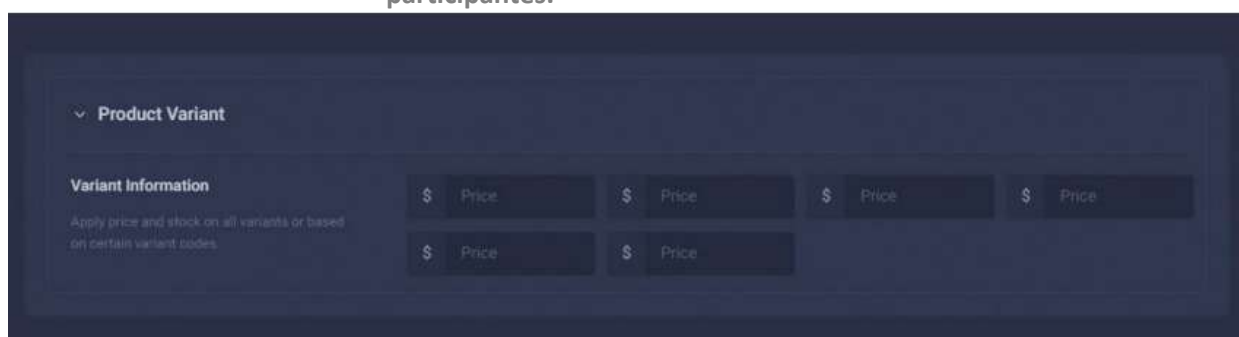 participantes.
Product Variant
Variant Information
Apply price and stock on all variants or based
on certain variant codes.
$ Price $ Price $ Price $ Price
$ Price $ Price